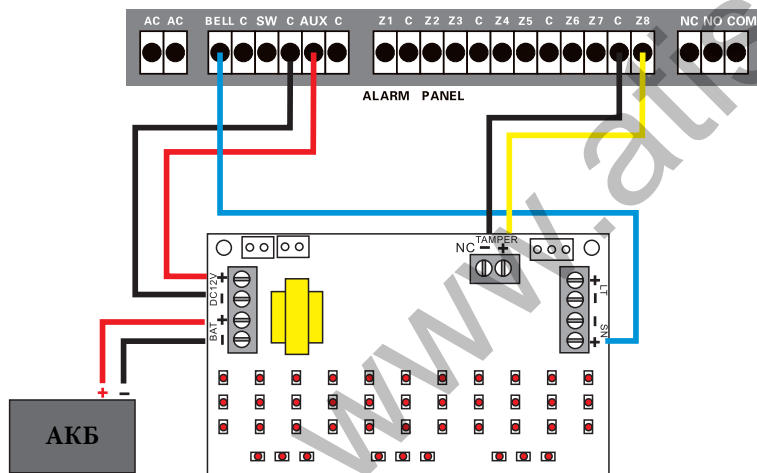 AC AC BELL C SW C AUX C Z1 C Z2 Z3 C Z4 Z5 C Z6 Z7 C Z8 NC NO COM
ALARM PANEL
TAMPER
NC - +
+ - DC12V
+ - BAT
+ - LT
- + SN
+ -
АКБ
www.atis